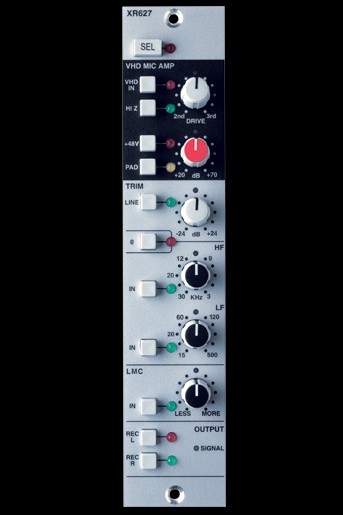 XR627
SEL
VHD MIC AMP
VHD
IN
HI Z
2nd 3rd
DRIVE
+48V
PAD
+20 dB +70
TRIM
LINE
-24 dB +24
HF
12 9
20
IN
30 KHz 3
LF
60 120
20
IN
15 500
LMC
IN
LESS MORE
REC
L
OUTPUT
SIGNAL
REC
R